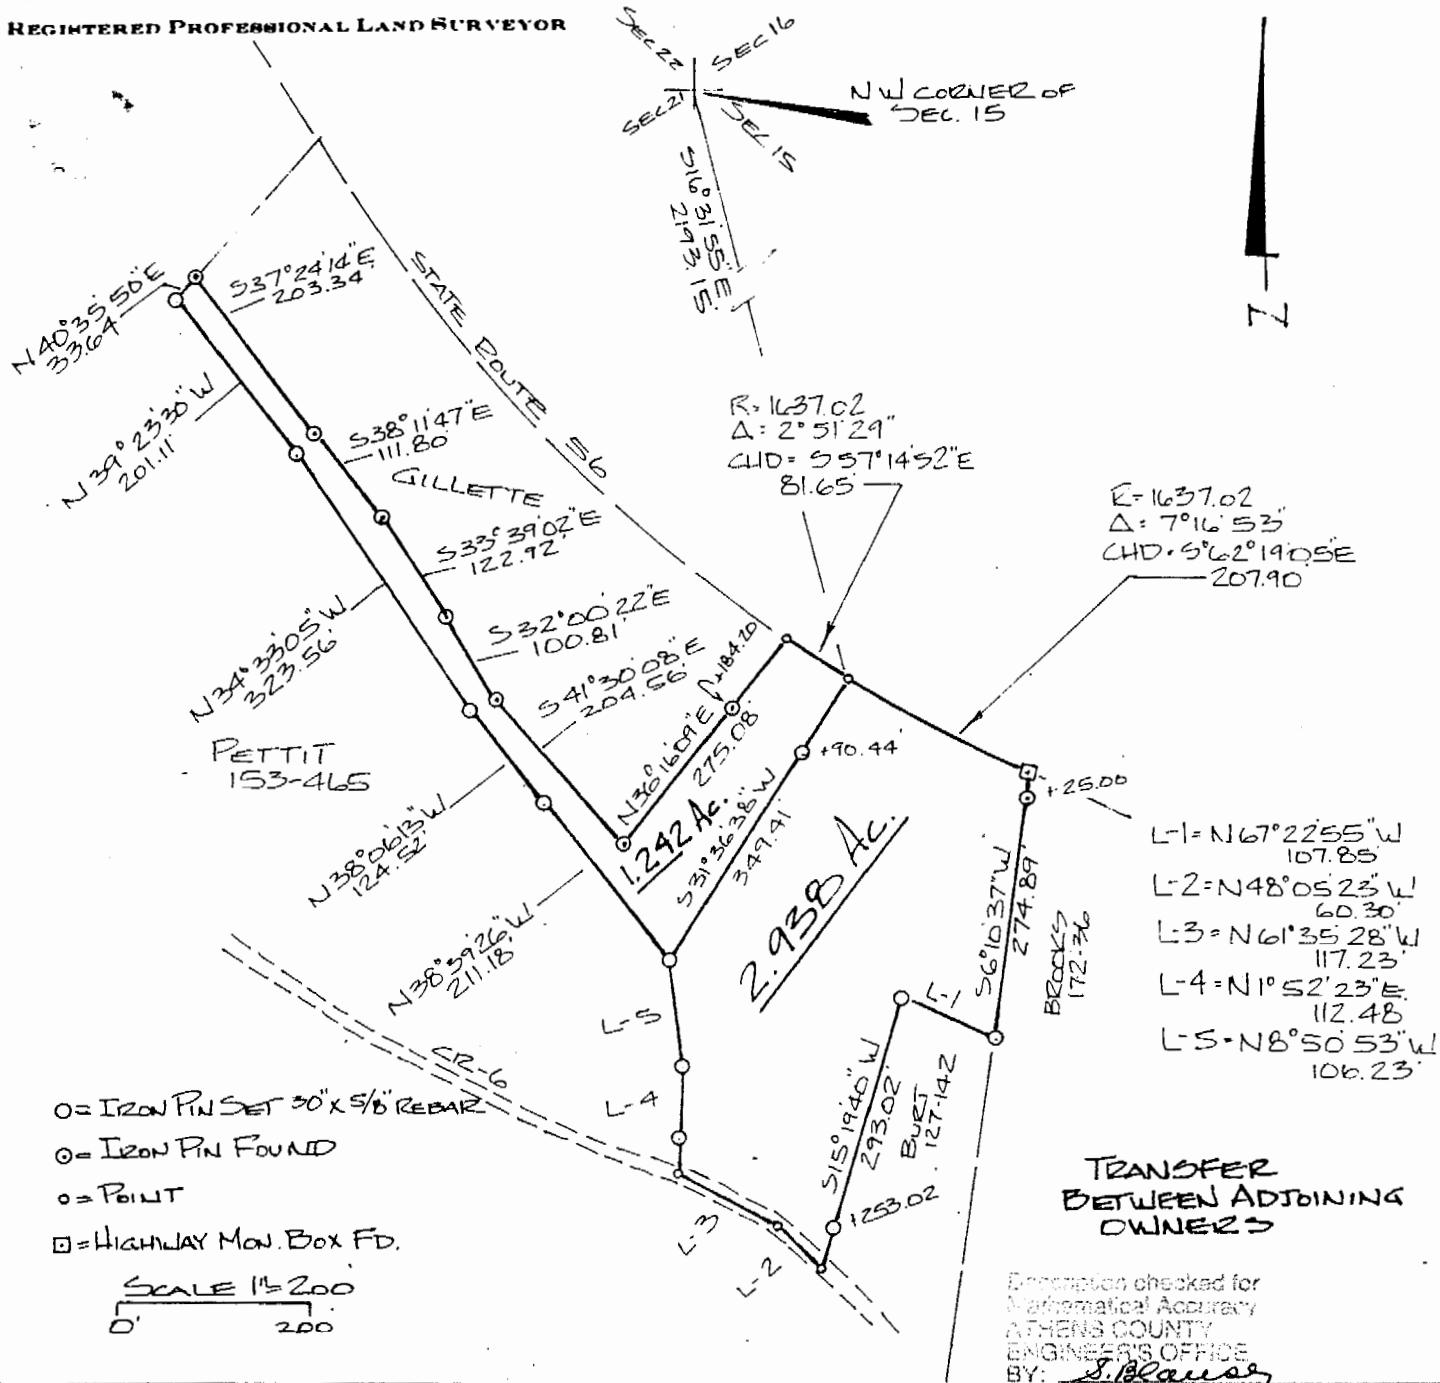 REGISTERED PROFESSIONAL LAND SURVEYOR
SEC 22
SEC 16
SEC 21
SEC 15
NW CORNER OF
SEC. 15
S16°31'55"E
2193.15
N
N 40°35'50"E
33.64
S37°24'14"E
203.34'
STATE ROUTE 56
N 39°23'30"W
201.11'
S38°11'47"E
111.80'
GILLETTE
R= 1637.02
Δ= 2°51'29"
CHD= S57°14'52"E
81.65'
R=1637.02
Δ= 7°16'53"
CHD= S62°19'05"E
207.90
S33°39'02"E
122.92'
S32°00'22"E
100.81'
N34°33'05"W
323.56'
S41°30'08"E
204.56'
PETTIT
153-465
N36°16'09"E
275.08'
+184.20
+90.44'
+25.00
1.242 Ac.
S31°36'38"W
349.41'
N38°06'13"W
124.52'
N38°39'26"W
211.18'
2.938 Ac.
S6°10'37"W
274.89'
BROOKS
172-36
L-1= N67°22'55"W
107.85'
L-2= N48°05'23"W
60.30'
L-3= N61°35'28"W
117.23'
L-4= N1°52'23"E
112.48
L-5= N8°50'53"W
106.23'
L-1
L-5
CR-6
L-4
S15°19'40"W
293.02'
BURT
127-142
+253.02
L-3
L-2
O= IRON PIN SET 30" x 5/8" REBAR
⊙= IRON PIN FOUND
o= POINT
⊡=HIGHWAY MON. BOX FD.
SCALE 1"=200'
0' 200
TRANSFER
BETWEEN ADJOINING
OWNERS
Description checked for
Mathematical Accuracy
ATHENS COUNTY
ENGINEER'S OFFICE
BY: S. Blauser